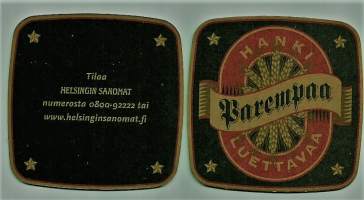 Tilaa
HELSINGIN SANOMAT
numerosta 0800-92222 tai
www.helsinginsanomat.fi
HANKI
Parempaa
LUETTAVAA